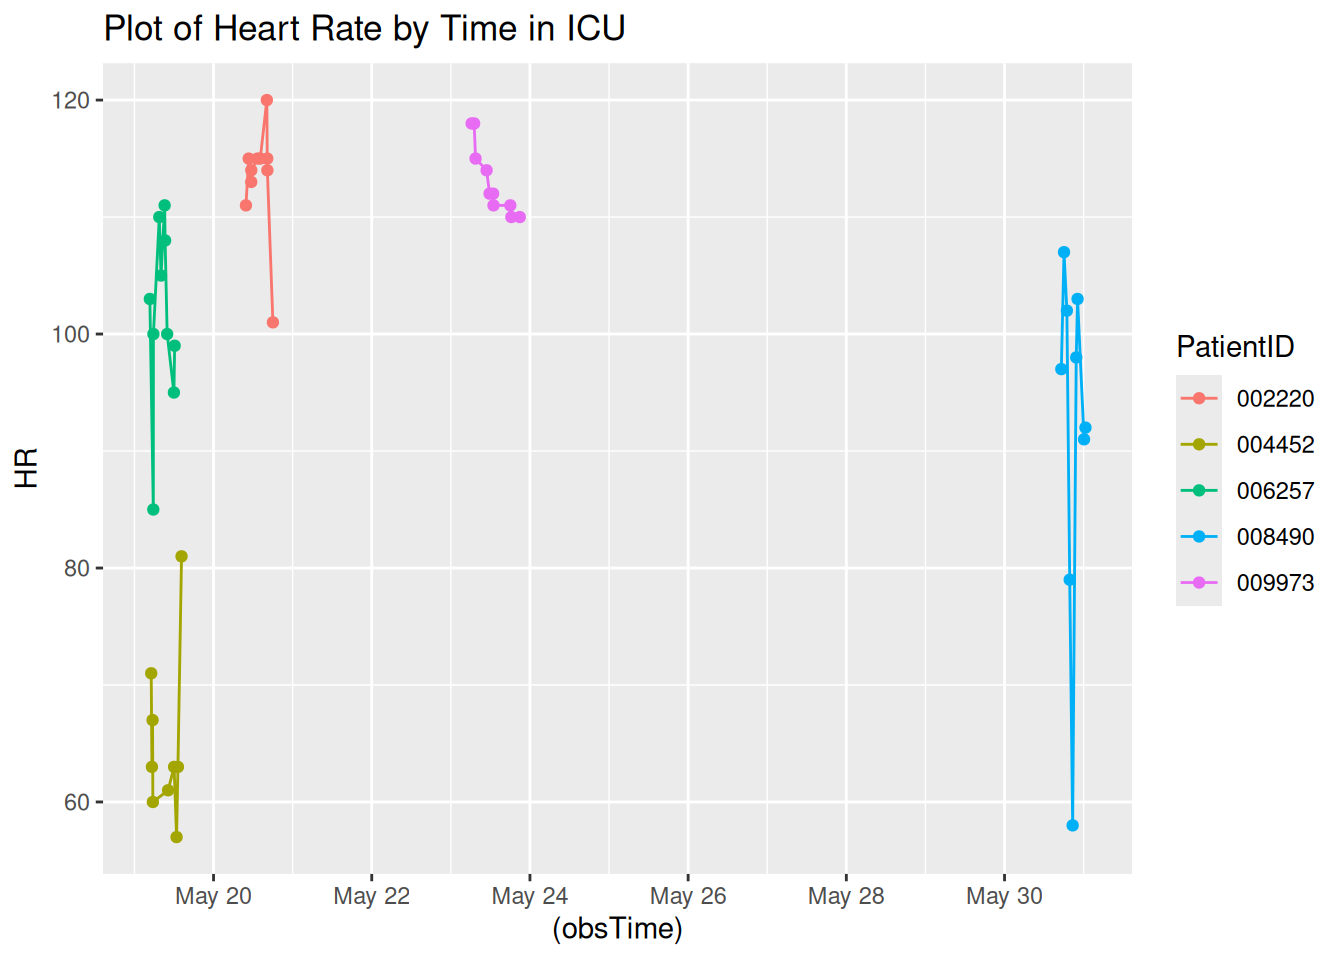 Plot of Heart Rate by Time in ICU
120
100
80
60
HR
May 20
May 22
May 24
May 26
May 28
May 30
(obsTime)
PatientID
002220
004452
006257
008490
009973